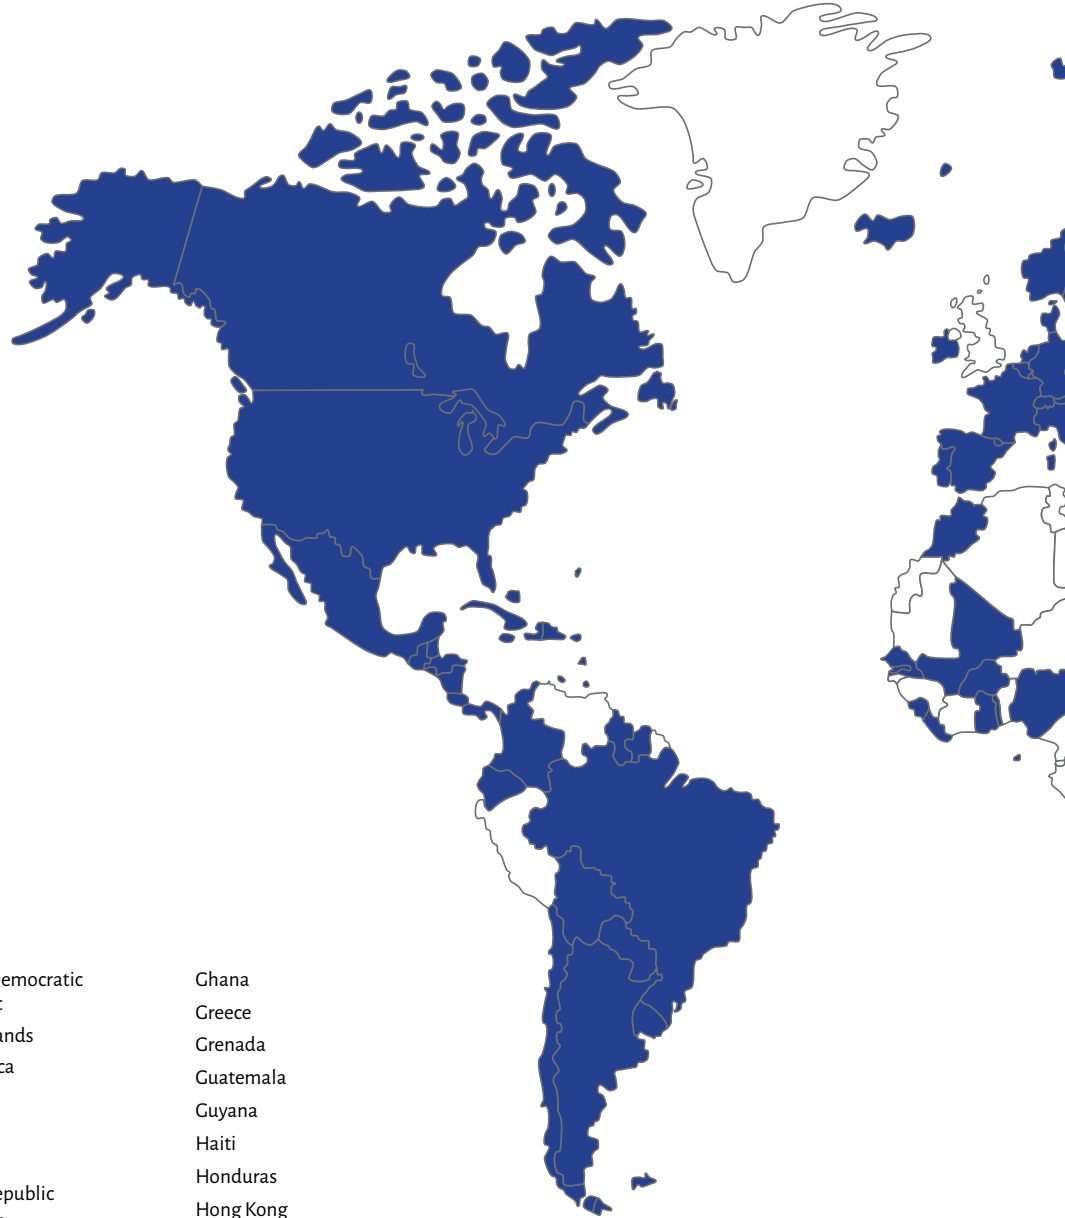 emocratic
ands
ca
epublic
Ghana
Greece
Grenada
Guatemala
Guyana
Haiti
Honduras
Hong Kong